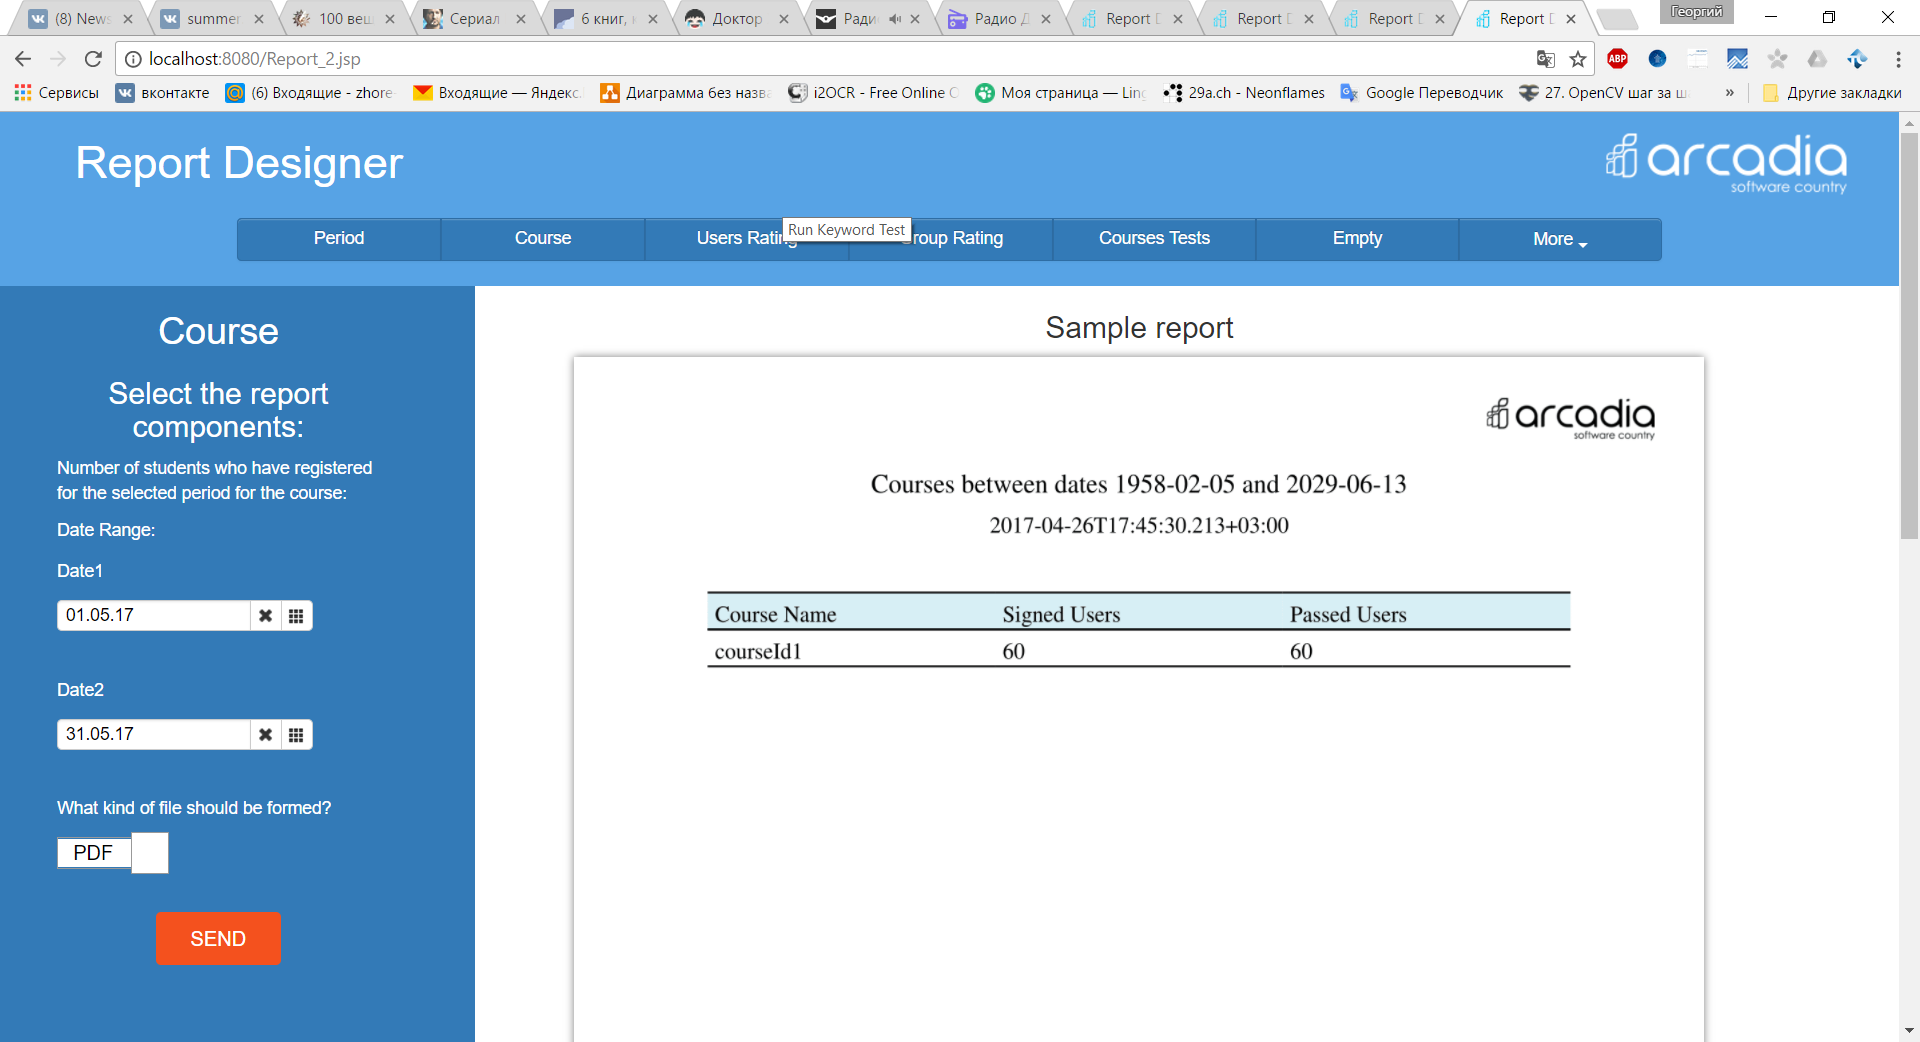 (8) News
summer
100 вещ
Сериал
6 книг,
Доктор
Радио
Радио Д
Report D
Report D
Report D
Report D
Георгий
localhost:8080/Report_2.jsp
ABP
Сервисы
вконтакте
(6) Входящие - zhore
Входящие — Яндекс.
Диаграмма без назва
i2OCR - Free Online O
Моя страница — Ling
29a.ch - Neonflames
Google Переводчик
27. OpenCV шаг за ш
»
Другие закладки
Report Designer
arcadia
software country
Period
Course
Users Rating
Run Keyword Test
Group Rating
Courses Tests
Empty
More
Course
Select the report
components:
Number of students who have registered
for the selected period for the course:
Date Range:
Date1
01.05.17
Date2
31.05.17
What kind of file should be formed?
PDF
SEND
Sample report
arcadia
software country
Courses between dates 1958-02-05 and 2029-06-13
2017-04-26T17:45:30.213+03:00
Course Name Signed Users Passed Users
courseId1 60 60